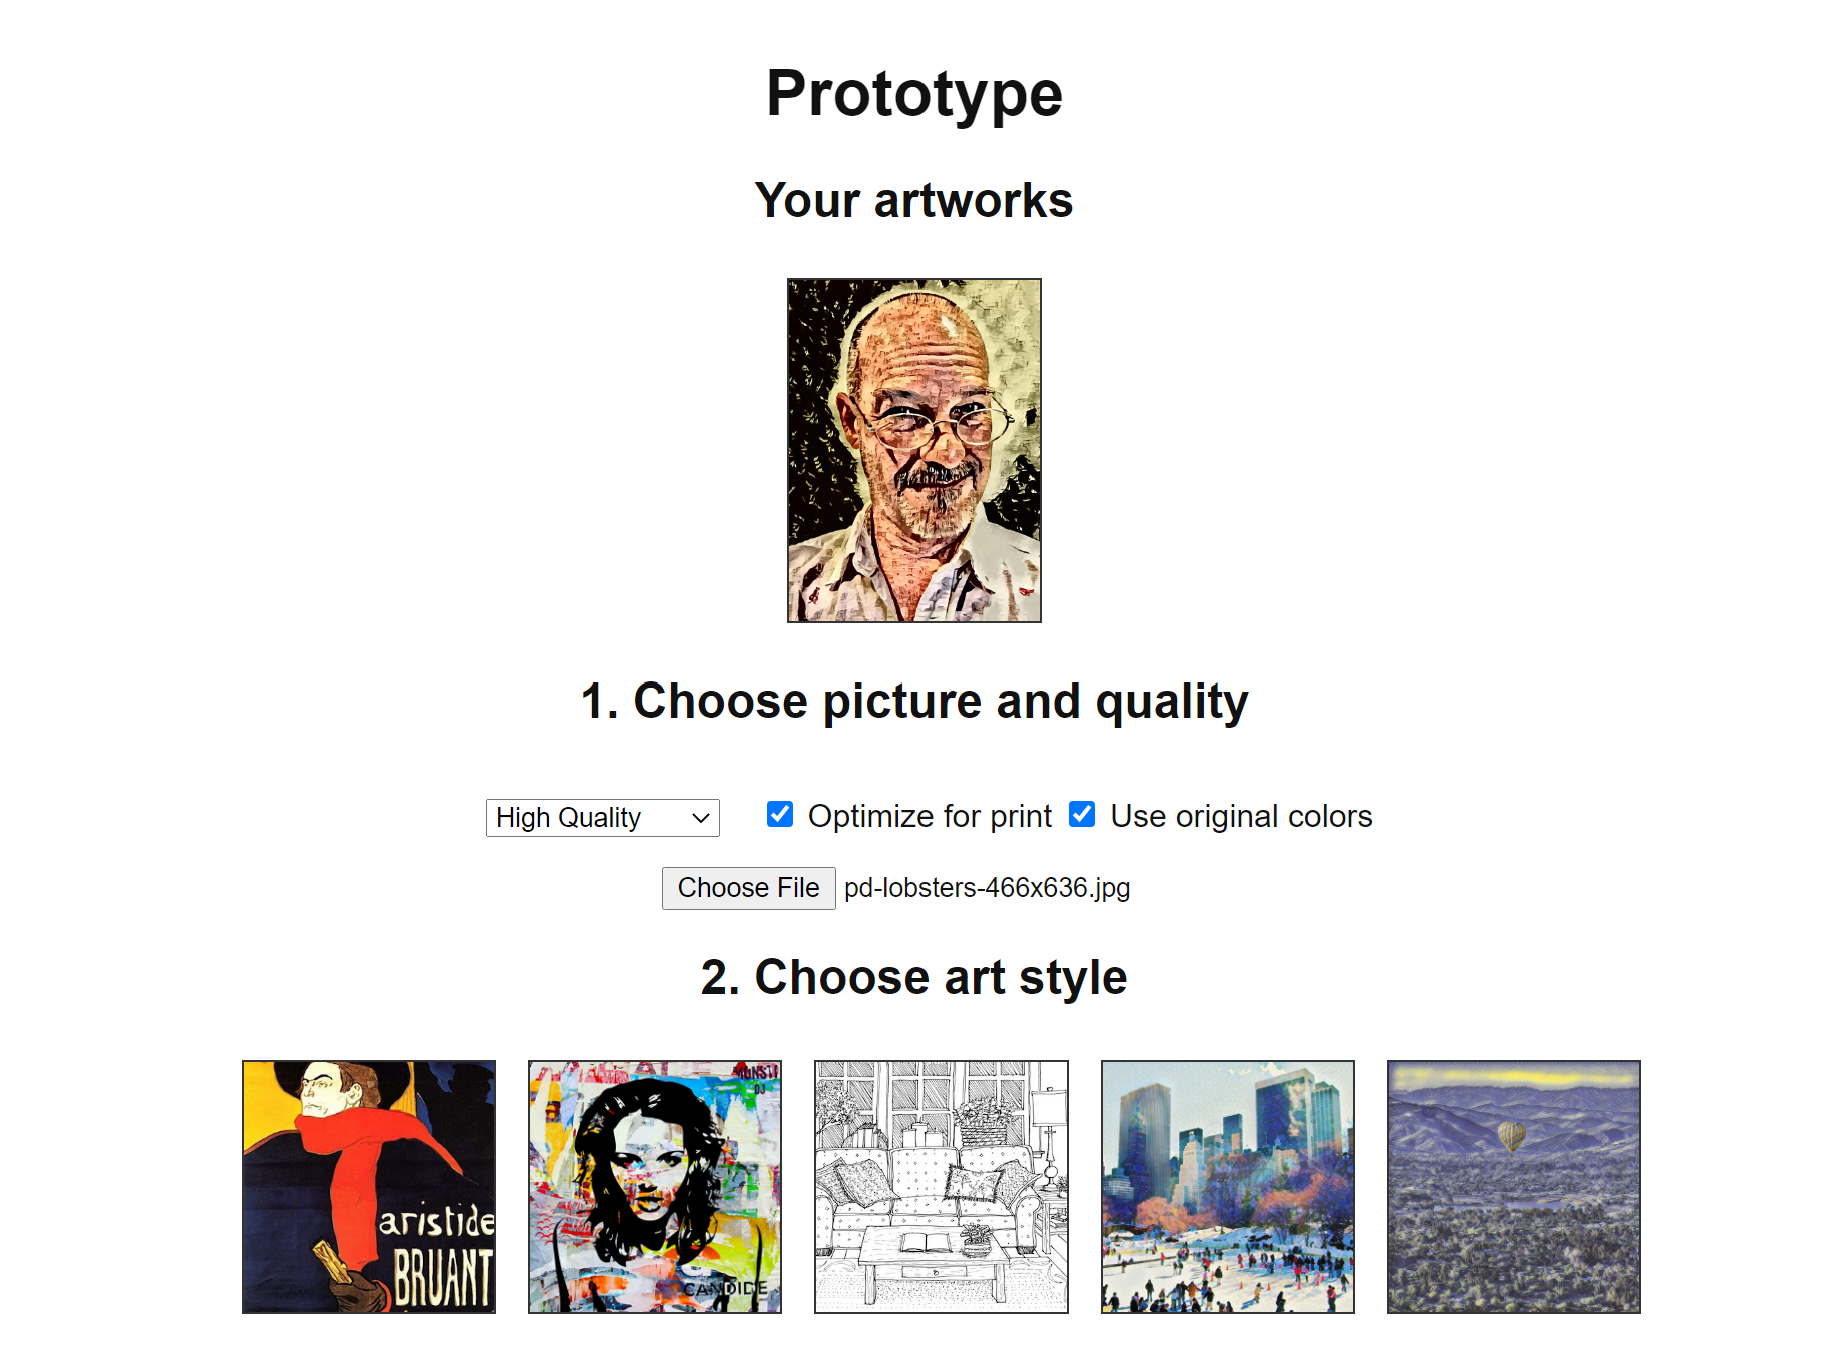 Prototype
Your artworks
1. Choose picture and quality
High Quality
Optimize for print
Use original colors
Choose File pd-lobsters-466x636.jpg
2. Choose art style
aristide
BRUANT
DJ
CANDIDE